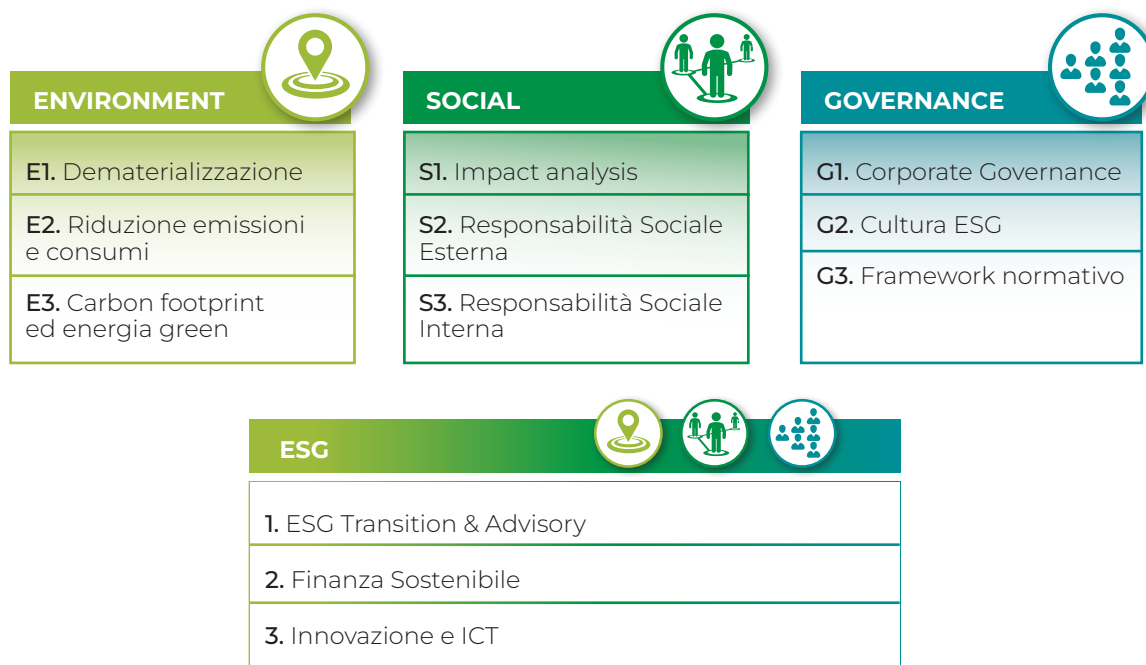 ENVIRONMENT
E1. Dematerializzazione
E2. Riduzione emissioni
e consumi
E3. Carbon footprint
ed energia green
SOCIAL
S1. Impact analysis
S2. Responsabilità Sociale
Esterna
S3. Responsabilità Sociale
Interna
GOVERNANCE
G1. Corporate Governance
G2. Cultura ESG
G3. Framework normativo
ESG
1. ESG Transition & Advisory
2. Finanza Sostenibile
3. Innovazione e ICT